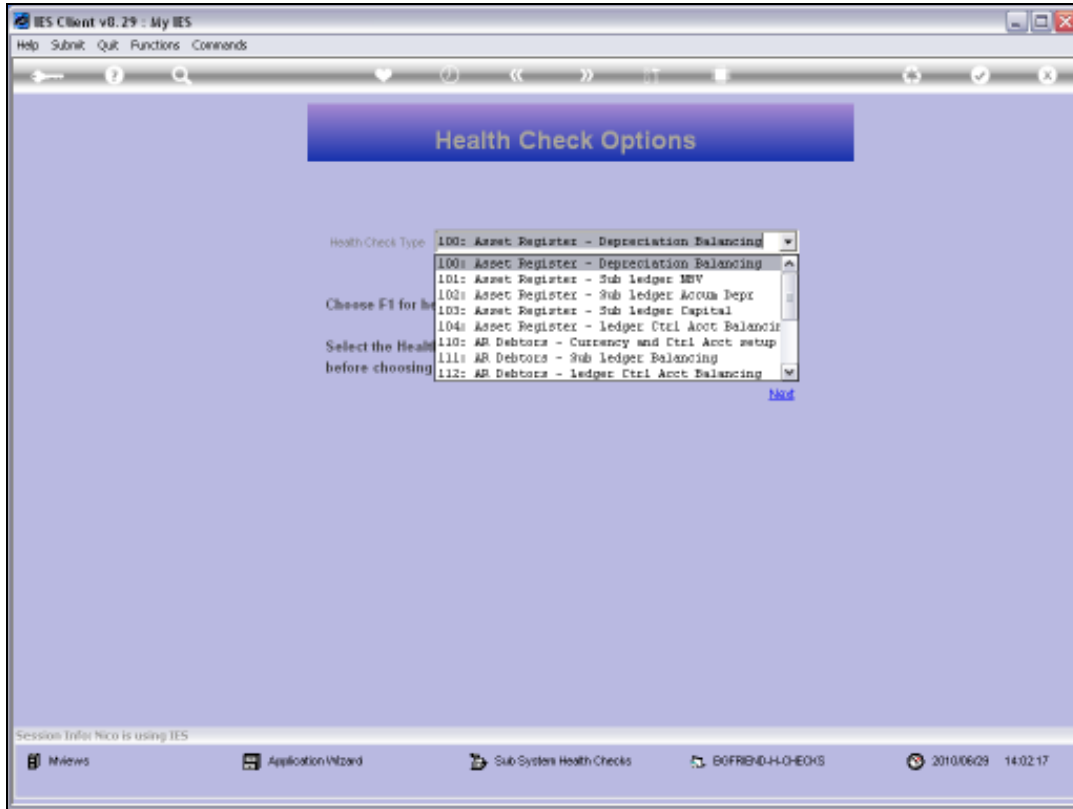 IES Client v8.29 : My IES
Help Submit Quit Functions Commands
Health Check Options
Health Check Type 100: Asset Register - Depreciation Balancing
100: Asset Register - Depreciation Balancing
101: Asset Register - Sub ledger NBV
102: Asset Register - Sub ledger Accum Depr
Choose F1 for he
103: Asset Register - Sub ledger Capital
104: Asset Register - ledger Ctrl Acct Balancin
110: AR Debtors - Currency and Ctrl Acct setup
Select the Healt
111: AR Debtors - Sub ledger Balancing
before choosing
112: AR Debtors - ledger Ctrl Acct Balancing
Next
Session Info: Nico is using IES
Mviews Application Wizard Sub System Health Checks BGFRIEND-H-CHECKS 2010/06/29 14:02:17